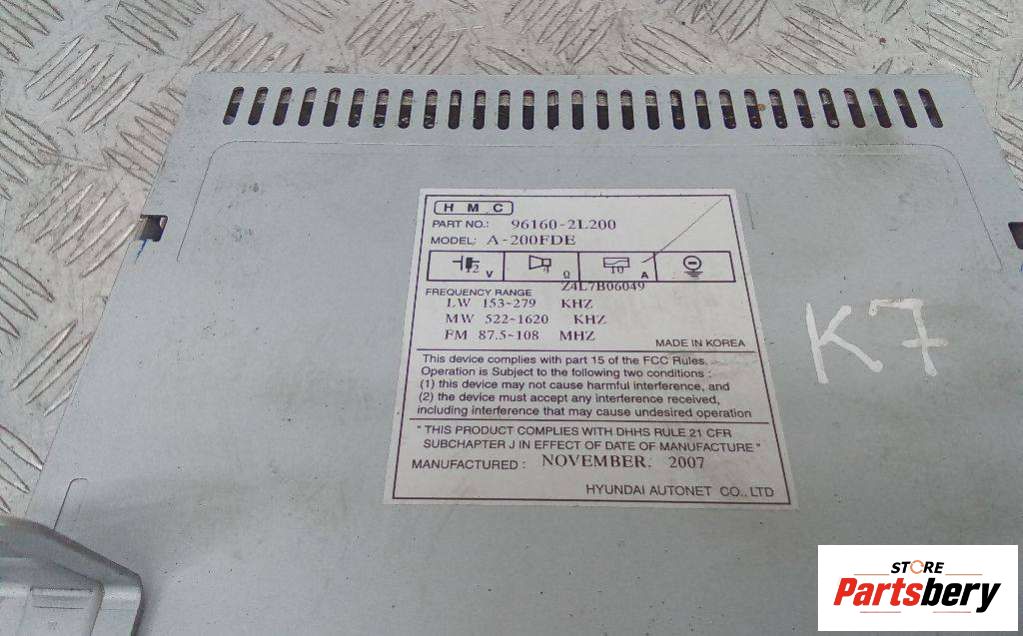 H M C
PART NO.: 96160-2L200
MODEL: A-200FDE
12 V 4 Ω 10 A
Z4L7B06049
FREQUENCY RANGE
LW 153~279 KHZ
MW 522~1620 KHZ
FM 87.5~108 MHZ
MADE IN KOREA
This device complies with part 15 of the FCC Rules.
Operation is Subject to the following two conditions :
(1) this device may not cause harmful interference, and
(2) the device must accept any interference received,
including interference that may cause undesired operation
" THIS PRODUCT COMPLIES WITH DHHS RULE 21 CFR
SUBCHAPTER J IN EFFECT OF DATE OF MANUFACTURE."
MANUFACTURED : NOVEMBER. 2007
HYUNDAI AUTONET CO., LTD
K7
STORE
Partsbery